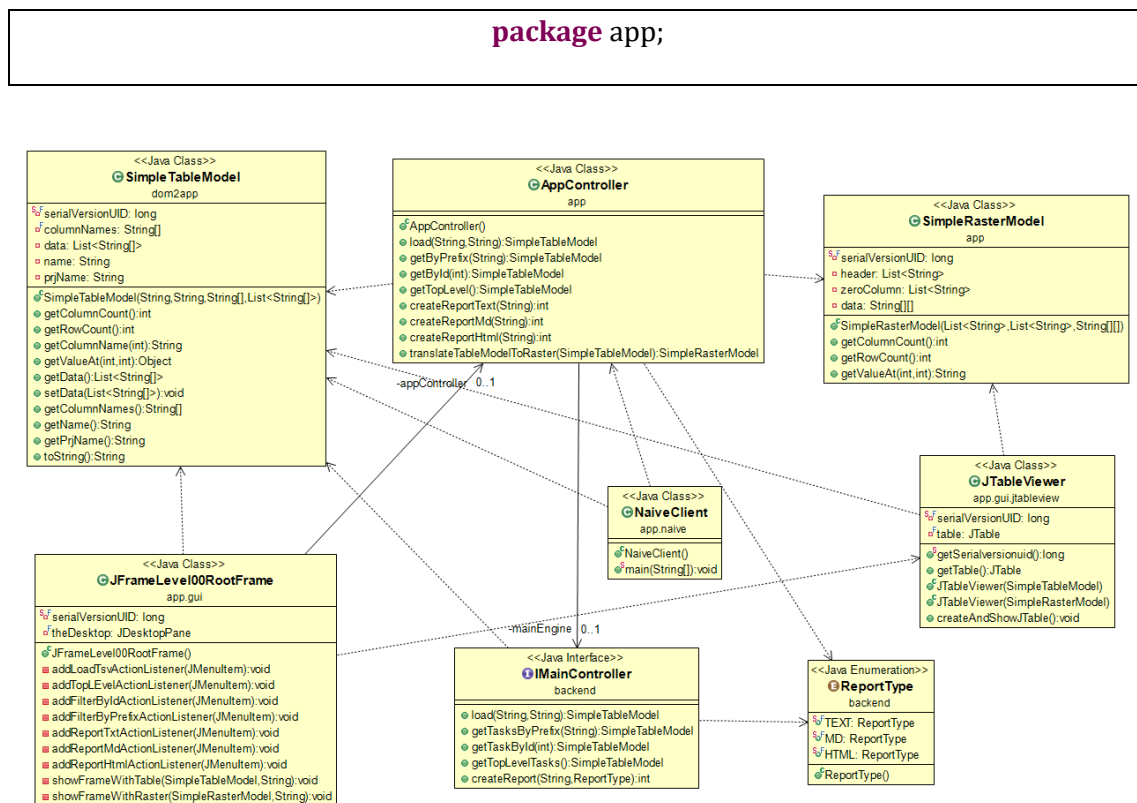 package app;
<<Java Class>>
SimpleTableModel
dom2app
serialVersionUID: long
columnNames: String[]
data: List<String[]>
name: String
prjName: String
SimpleTableModel(String,String,String[],List<String[]>)
getColumnCount():int
getRowCount():int
getColumnName(int):String
getValueAt(int,int):Object
getData():List<String[]>
setData(List<String[]>):void
getColumnNames():String[]
getName():String
getPrjName():String
toString():String
<<Java Class>>
AppController
app
AppController()
load(String,String):SimpleTableModel
getByPrefix(String):SimpleTableModel
getById(int):SimpleTableModel
getTopLevel():SimpleTableModel
createReportText(String):int
createReportMd(String):int
createReportHtml(String):int
translateTableModelToRaster(SimpleTableModel):SimpleRasterModel
<<Java Class>>
SimpleRasterModel
app
serialVersionUID: long
header: List<String>
zeroColumn: List<String>
data: String[][]
SimpleRasterModel(List<String>,List<String>,String[][])
getColumnCount():int
getRowCount():int
getValueAt(int,int):String
-appController 0..1
<<Java Class>>
NaiveClient
app.naive
NaiveClient()
main(String[]):void
<<Java Class>>
JTableViewer
app.gui.jtableview
serialVersionUID: long
table: JTable
getSerialversionuid():long
getTable():JTable
JTableViewer(SimpleTableModel)
JTableViewer(SimpleRasterModel)
createAndShowJTable():void
<<Java Class>>
JFrameLevel00RootFrame
app.gui
serialVersionUID: long
theDesktop: JDesktopPane
JFrameLevel00RootFrame()
addLoadTsvActionListener(JMenuItem):void
addTopLEvelActionListener(JMenuItem):void
addFilterByIdActionListener(JMenuItem):void
addFilterByPrefixActionListener(JMenuItem):void
addReportTxtActionListener(JMenuItem):void
addReportMdActionListener(JMenuItem):void
addReportHtmlActionListener(JMenuItem):void
showFrameWithTable(SimpleTableModel,String):void
showFrameWithRaster(SimpleRasterModel,String):void
-mainEngine 0..1
<<Java Interface>>
IMainController
backend
load(String,String):SimpleTableModel
getTasksByPrefix(String):SimpleTableModel
getTaskById(int):SimpleTableModel
getTopLevelTasks():SimpleTableModel
createReport(String,ReportType):int
<<Java Enumeration>>
ReportType
backend
TEXT: ReportType
MD: ReportType
HTML: ReportType
ReportType()